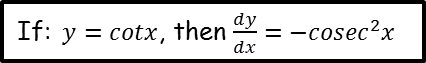 If: y = cotx, then dy/dx = −cosec²x